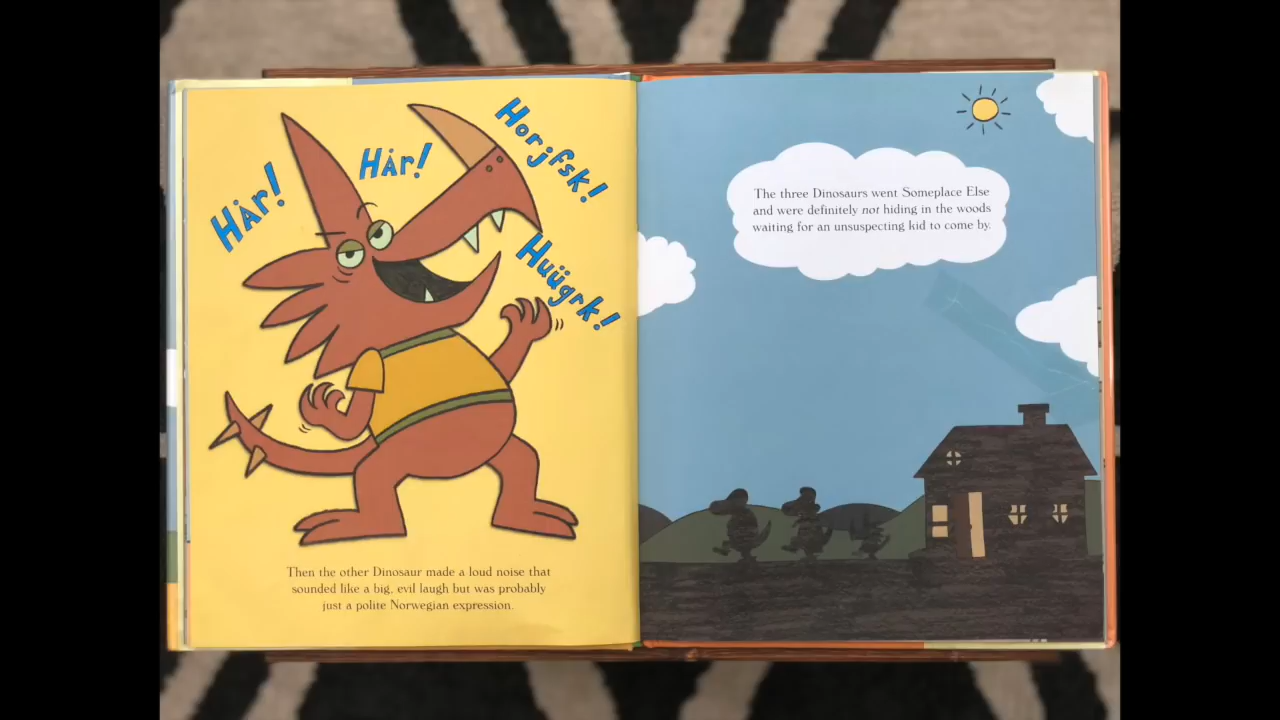 HÅr!
HÅr!
Horjfsk!
Huügrk!
Then the other Dinosaur made a loud noise that
sounded like a big, evil laugh but was probably
just a polite Norwegian expression.
The three Dinosaurs went Someplace Else
and were definitely not hiding in the woods
waiting for an unsuspecting kid to come by.